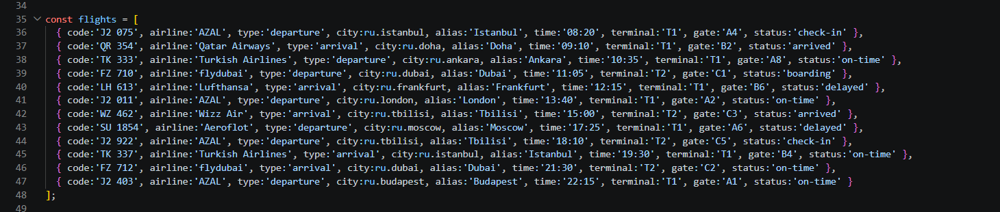 34
35 const flights = [
36 { code:'J2 075', airline:'AZAL', type:'departure', city:ru.istanbul, alias:'Istanbul', time:'08:20', terminal:'T1', gate:'A4', status:'check-in' },
37 { code:'QR 354', airline:'Qatar Airways', type:'arrival', city:ru.doha, alias:'Doha', time:'09:10', terminal:'T1', gate:'B2', status:'arrived' },
38 { code:'TK 333', airline:'Turkish Airlines', type:'departure', city:ru.ankara, alias:'Ankara', time:'10:35', terminal:'T1', gate:'A8', status:'on-time' },
39 { code:'FZ 710', airline:'flydubai', type:'departure', city:ru.dubai, alias:'Dubai', time:'11:05', terminal:'T2', gate:'C1', status:'boarding' },
40 { code:'LH 613', airline:'Lufthansa', type:'arrival', city:ru.frankfurt, alias:'Frankfurt', time:'12:15', terminal:'T1', gate:'B6', status:'delayed' },
41 { code:'J2 011', airline:'AZAL', type:'departure', city:ru.london, alias:'London', time:'13:40', terminal:'T1', gate:'A2', status:'on-time' },
42 { code:'WZ 462', airline:'Wizz Air', type:'arrival', city:ru.tbilisi, alias:'Tbilisi', time:'15:00', terminal:'T2', gate:'C3', status:'arrived' },
43 { code:'SU 1854', airline:'Aeroflot', type:'departure', city:ru.moscow, alias:'Moscow', time:'17:25', terminal:'T1', gate:'A6', status:'delayed' },
44 { code:'J2 922', airline:'AZAL', type:'departure', city:ru.tbilisi, alias:'Tbilisi', time:'18:10', terminal:'T2', gate:'C5', status:'check-in' },
45 { code:'TK 337', airline:'Turkish Airlines', type:'arrival', city:ru.istanbul, alias:'Istanbul', time:'19:30', terminal:'T1', gate:'B4', status:'on-time' },
46 { code:'FZ 712', airline:'flydubai', type:'arrival', city:ru.dubai, alias:'Dubai', time:'21:30', terminal:'T2', gate:'C2', status:'on-time' },
47 { code:'J2 403', airline:'AZAL', type:'departure', city:ru.budapest, alias:'Budapest', time:'22:15', terminal:'T1', gate:'A1', status:'on-time' }
48 ];
49